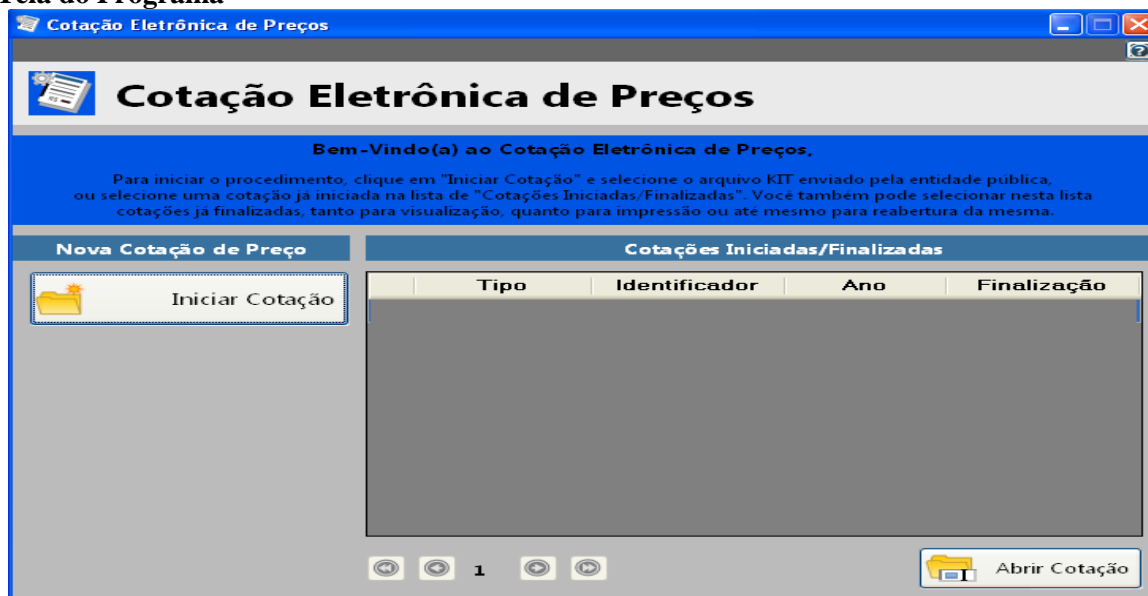 Tela do Programa
Cotação Eletrônica de Preços
Cotação Eletrônica de Preços
Bem-Vindo(a) ao Cotação Eletrônica de Preços,
Para iniciar o procedimento, clique em "Iniciar Cotação" e selecione o arquivo KIT enviado pela entidade pública,
ou selecione uma cotação já iniciada na lista de "Cotações Iniciadas/Finalizadas". Você também pode selecionar nesta lista
cotações já finalizadas, tanto para visualização, quanto para impressão ou até mesmo para reabertura da mesma.
Nova Cotação de Preço
Cotações Iniciadas/Finalizadas
Iniciar Cotação
Tipo Identificador Ano Finalização
1
Abrir Cotação